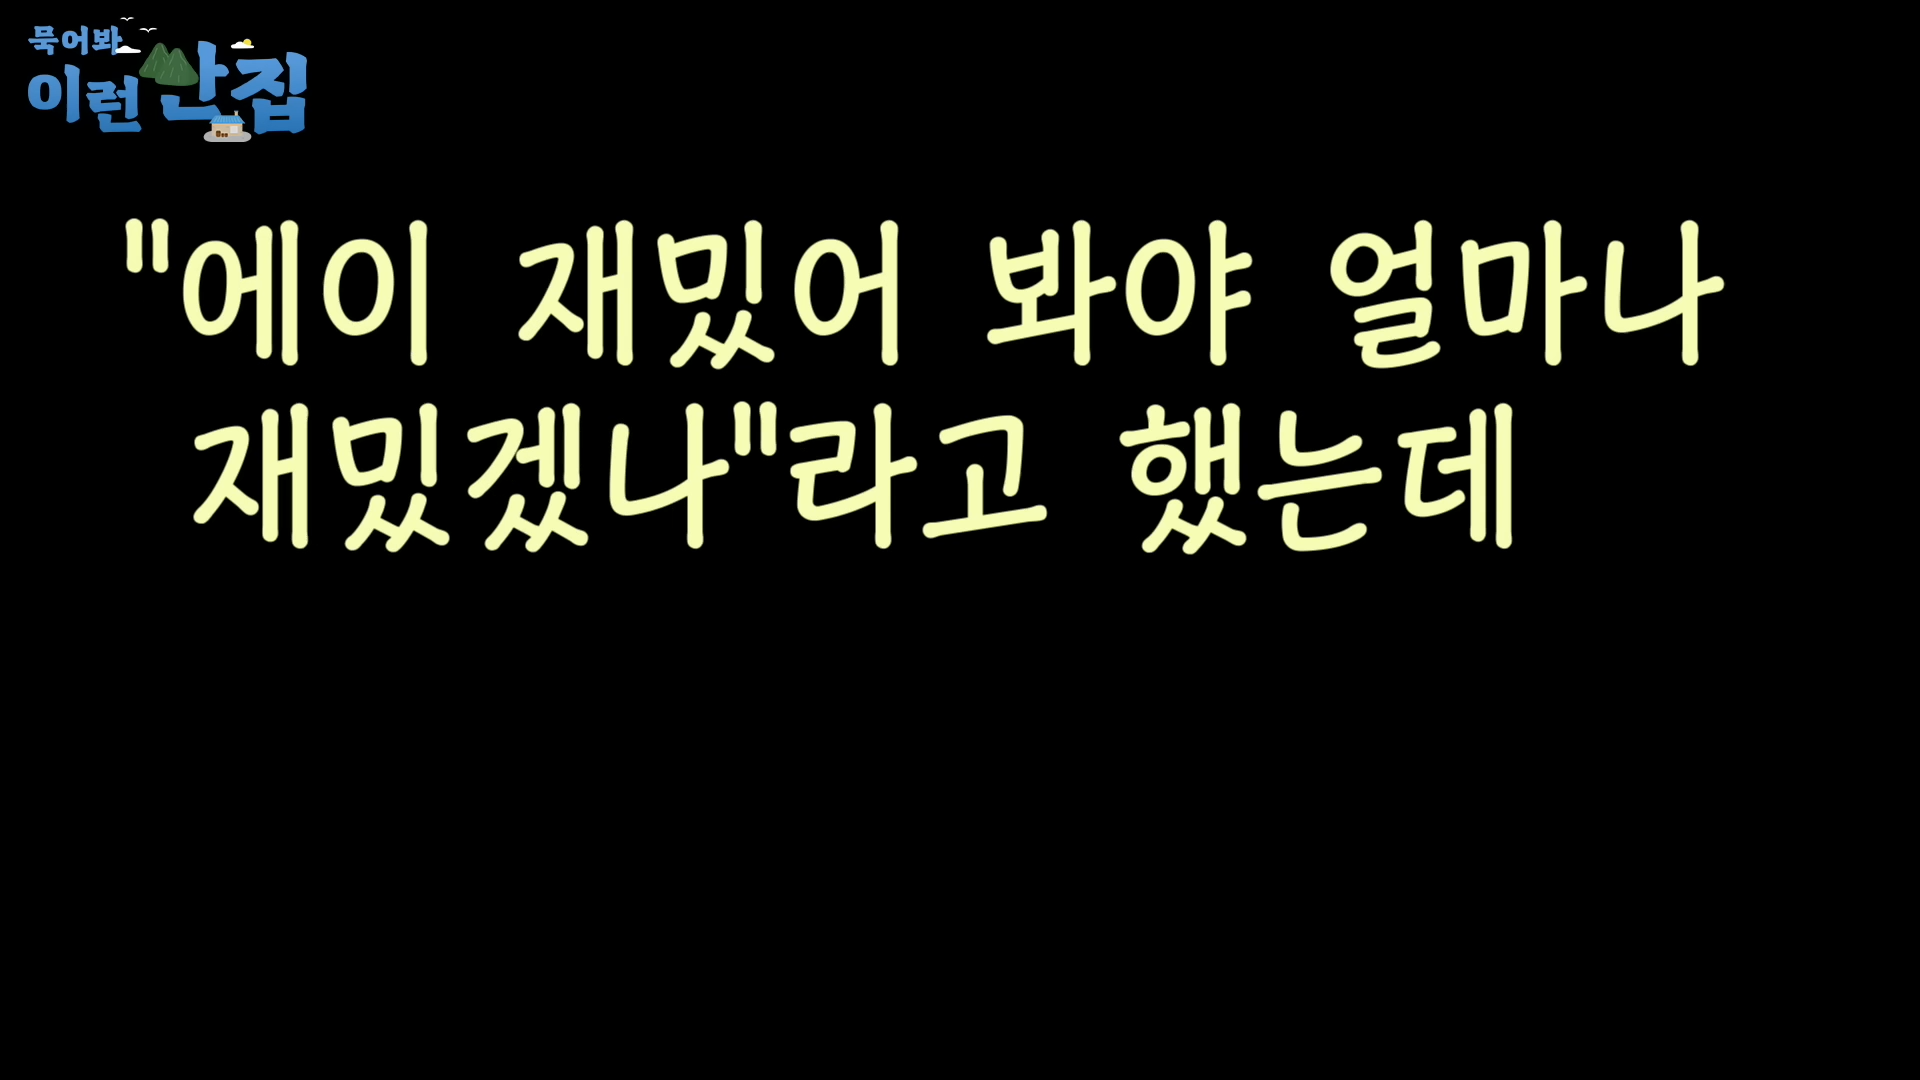 묵어봐
이런 산집
"에이 재밌어 봐야 얼마나
재밌겠나"라고 했는데